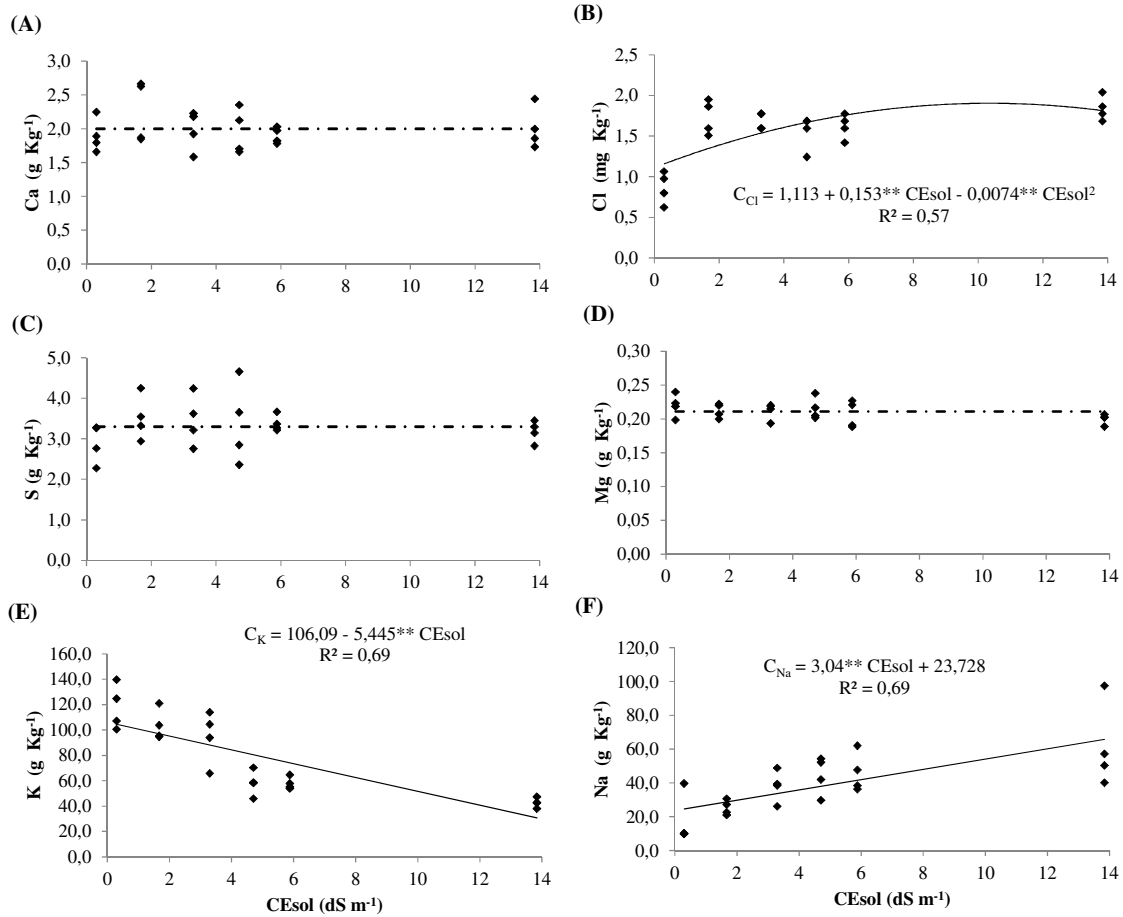 (A)
Ca (g Kg-1)
3,0
2,5
2,0
1,5
1,0
0,5
0,0
0 2 4 6 8 10 12 14
(B)
Cl (mg Kg-1)
2,5
2,0
1,5
1,0
0,5
0,0
C_Cl = 1,113 + 0,153** CEsol - 0,0074** CEsol²
R² = 0,57
0 2 4 6 8 10 12 14
(C)
S (g Kg-1)
5,0
4,0
3,0
2,0
1,0
0,0
0 2 4 6 8 10 12 14
(D)
Mg (g Kg-1)
0,30
0,25
0,20
0,15
0,10
0,05
0,00
0 2 4 6 8 10 12 14
(E)
C_K = 106,09 - 5,445** CEsol
R² = 0,69
K (g Kg-1)
160,0
140,0
120,0
100,0
80,0
60,0
40,0
20,0
0,0
0 2 4 6 8 10 12 14
CEsol (dS m-1)
(F)
C_Na = 3,04** CEsol + 23,728
R² = 0,69
Na (g Kg-1)
120,0
100,0
80,0
60,0
40,0
20,0
0,0
0 2 4 6 8 10 12 14
CEsol (dS m-1)